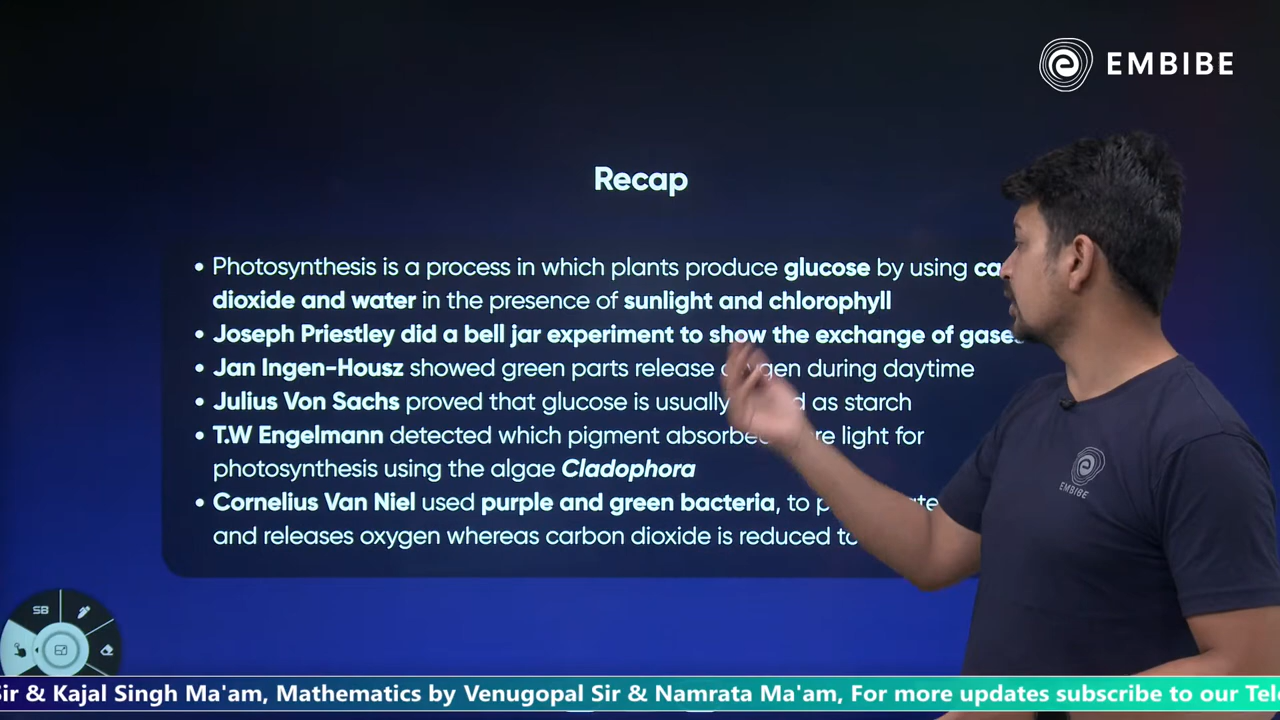 EMBIBE
Recap
• Photosynthesis is a process in which plants produce glucose by using
dioxide and water in the presence of sunlight and chlorophyll
• Joseph Priestley did a bell jar experiment to show the exchange of gases
• Jan Ingen-Housz showed green parts release oxygen during daytime
• Julius Von Sachs proved that glucose is usually as starch
• T.W Engelmann detected which pigment absorbed light for
photosynthesis using the algae Cladophora
• Cornelius Van Niel used purple and green bacteria, to
and releases oxygen whereas carbon dioxide is reduced to
EMBIBE
SB
Sir & Kajal Singh Ma'am, Mathematics by Venugopal Sir & Namrata Ma'am, For more updates subscribe to our